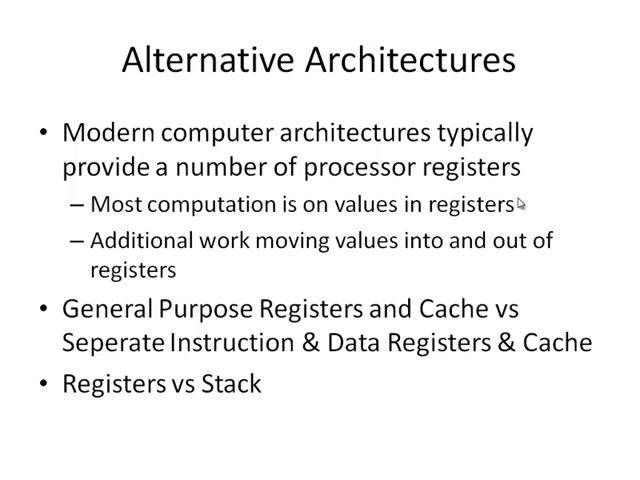 Alternative Architectures
• Modern computer architectures typically
provide a number of processor registers
– Most computation is on values in registers
– Additional work moving values into and out of
registers
• General Purpose Registers and Cache vs
Seperate Instruction & Data Registers & Cache
• Registers vs Stack